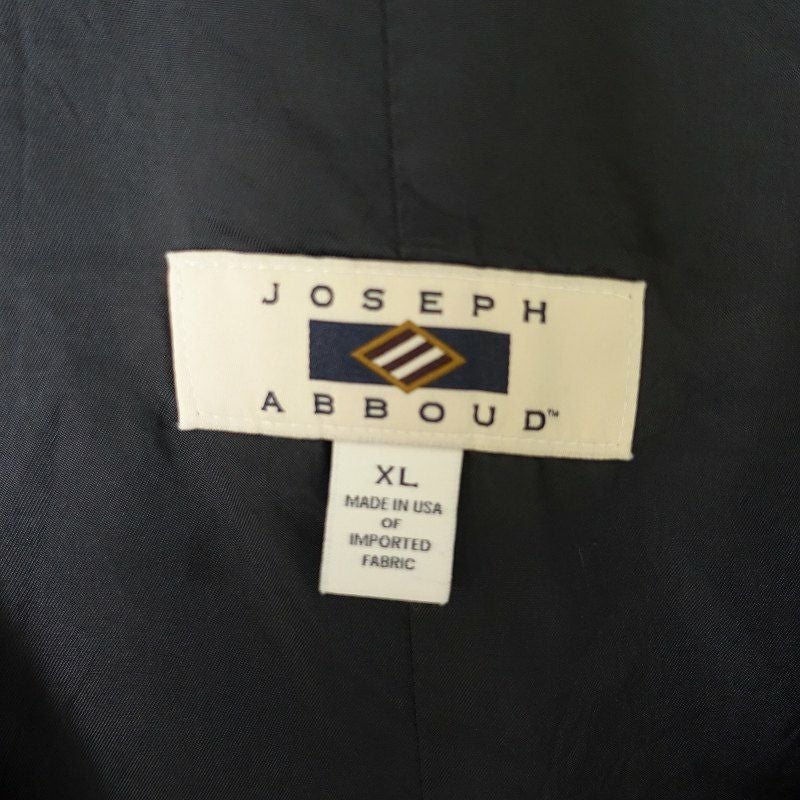 JOSEPH
ABBOUD™
XL
MADE IN USA
OF
IMPORTED
FABRIC